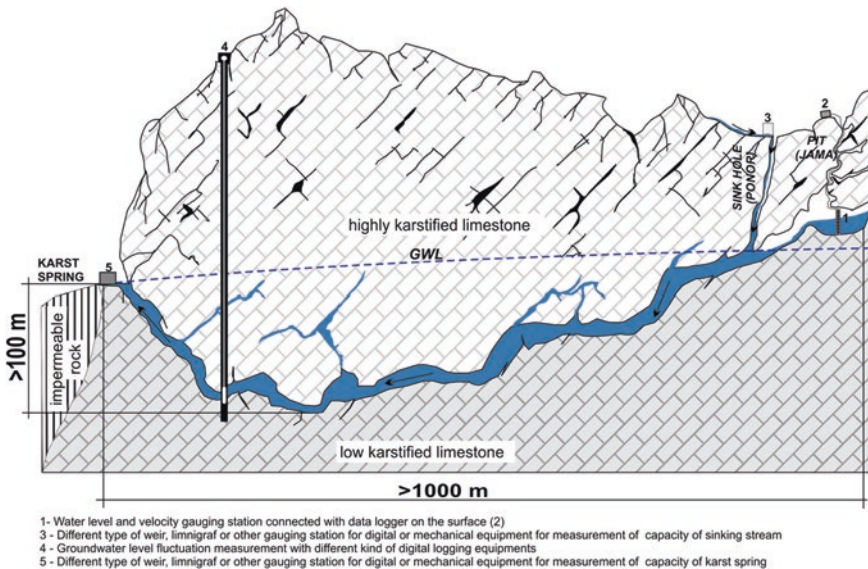 4
2
3
PIT
(JAMA)
SINK HØLE
(PONORI)
1
highly karstified limestone
GWL
KARST
SPRING
5
>100 m
impermeable
rock
low karstified limestone
>1000 m
1- Water level and velocity gauging station connected with data logger on the surface (2)
3 - Different type of weir, limnigraf or other gauging station for digital or mechanical equipment for measurement of capacity of sinking stream
4 - Groundwater level fluctuation measurement with different kind of digital logging equipments
5 - Different type of weir, limnigraf or other gauging station for digital or mechanical equipment for measurement of capacity of karst spring